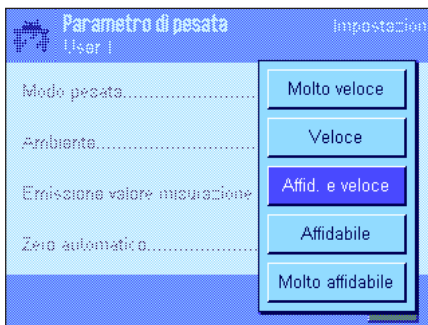 Parametro di pesata
Impostazion
User 1
Modo pesata
Ambiente
Emissione valore misurazione
Zero automatico
Molto veloce
Veloce
Affid. e veloce
Affidabile
Molto affidabile